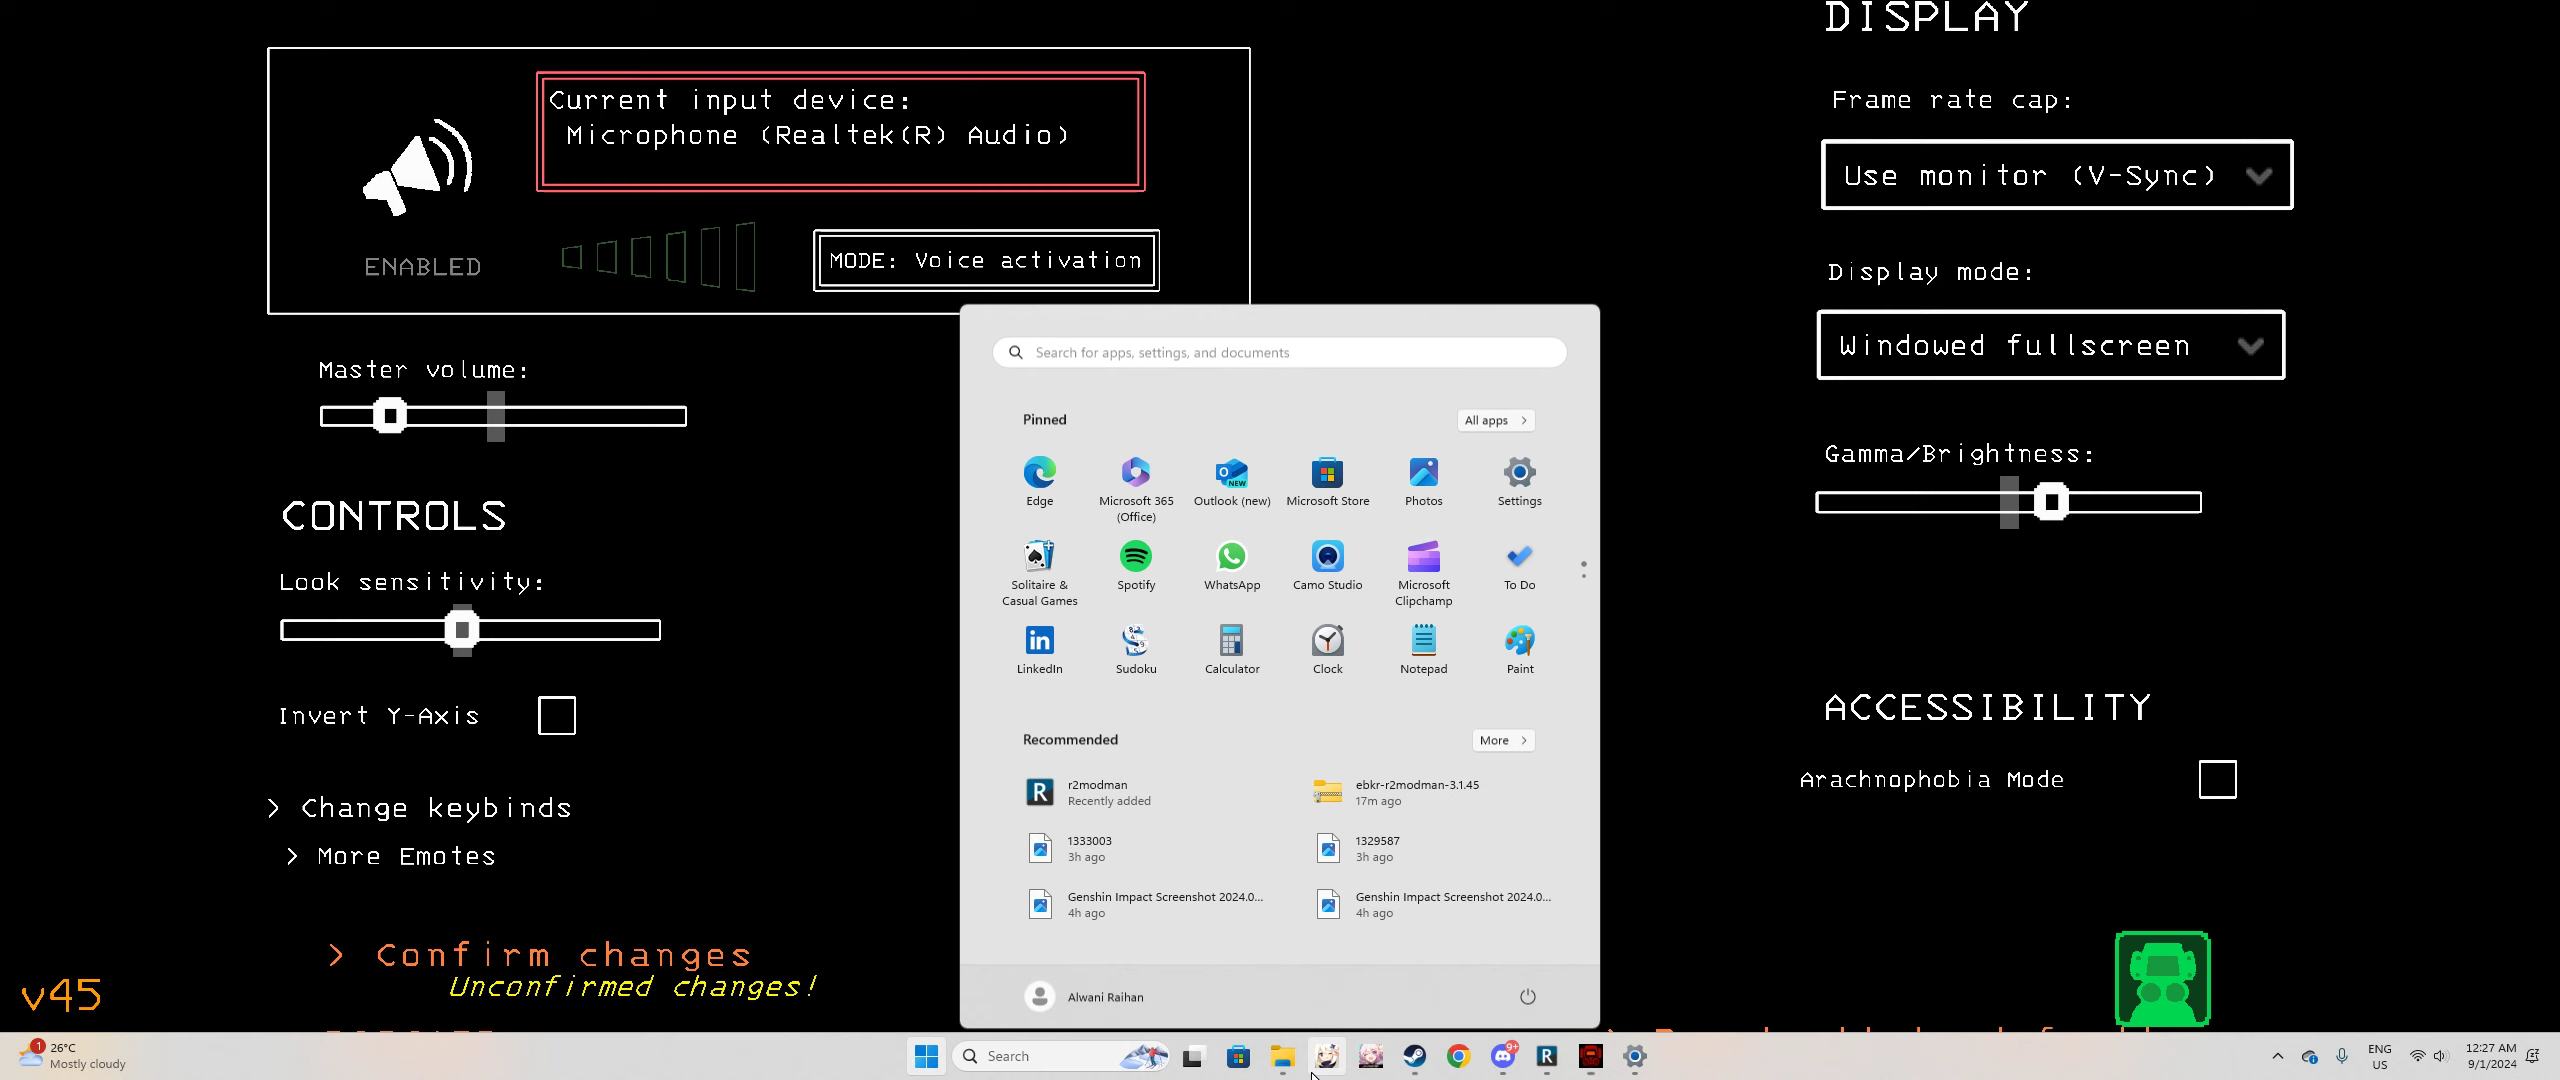 DISPLAY
Current input device:
Microphone (Realtek(R) Audio)
ENABLED
MODE: Voice activation
Frame rate cap:
Use monitor (V-Sync)
Display mode:
Windowed fullscreen
Master volume:
Gamma/Brightness:
CONTROLS
Look sensitivity:
Invert Y-Axis
ACCESSIBILITY
Arachnophobia Mode
> Change keybinds
> More Emotes
> Confirm changes
Unconfirmed changes!
v45
Search for apps, settings, and documents
Pinned
All apps
Edge
Microsoft 365
(Office)
Outlook (new)
NEW
Microsoft Store
Photos
Settings
Solitaire &
Casual Games
Spotify
WhatsApp
Camo Studio
Microsoft
Clipchamp
To Do
LinkedIn
Sudoku
Calculator
Clock
Notepad
Paint
Recommended
More
r2modman
Recently added
ebkr-r2modman-3.1.45
17m ago
1333003
3h ago
1329587
3h ago
Genshin Impact Screenshot 2024.0...
4h ago
Genshin Impact Screenshot 2024.0...
4h ago
Alwani Raihan
1
26°C
Mostly cloudy
Search
9+
ENG
US
12:27 AM
9/1/2024